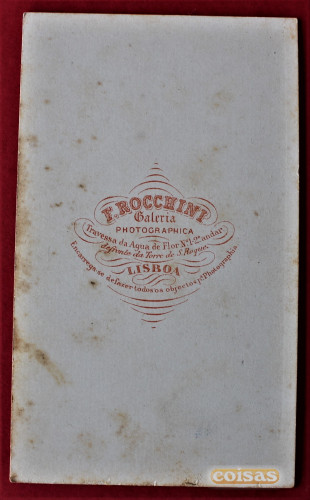 F. ROCCHINI
Galeria
PHOTOGRAPHICA
Travessa da Agua de Flor Nº1-2º andar
defronte da Torre de S. Roque
LISBOA
Encarrega-se de fazer todos os objectos pª Photographia
coisas